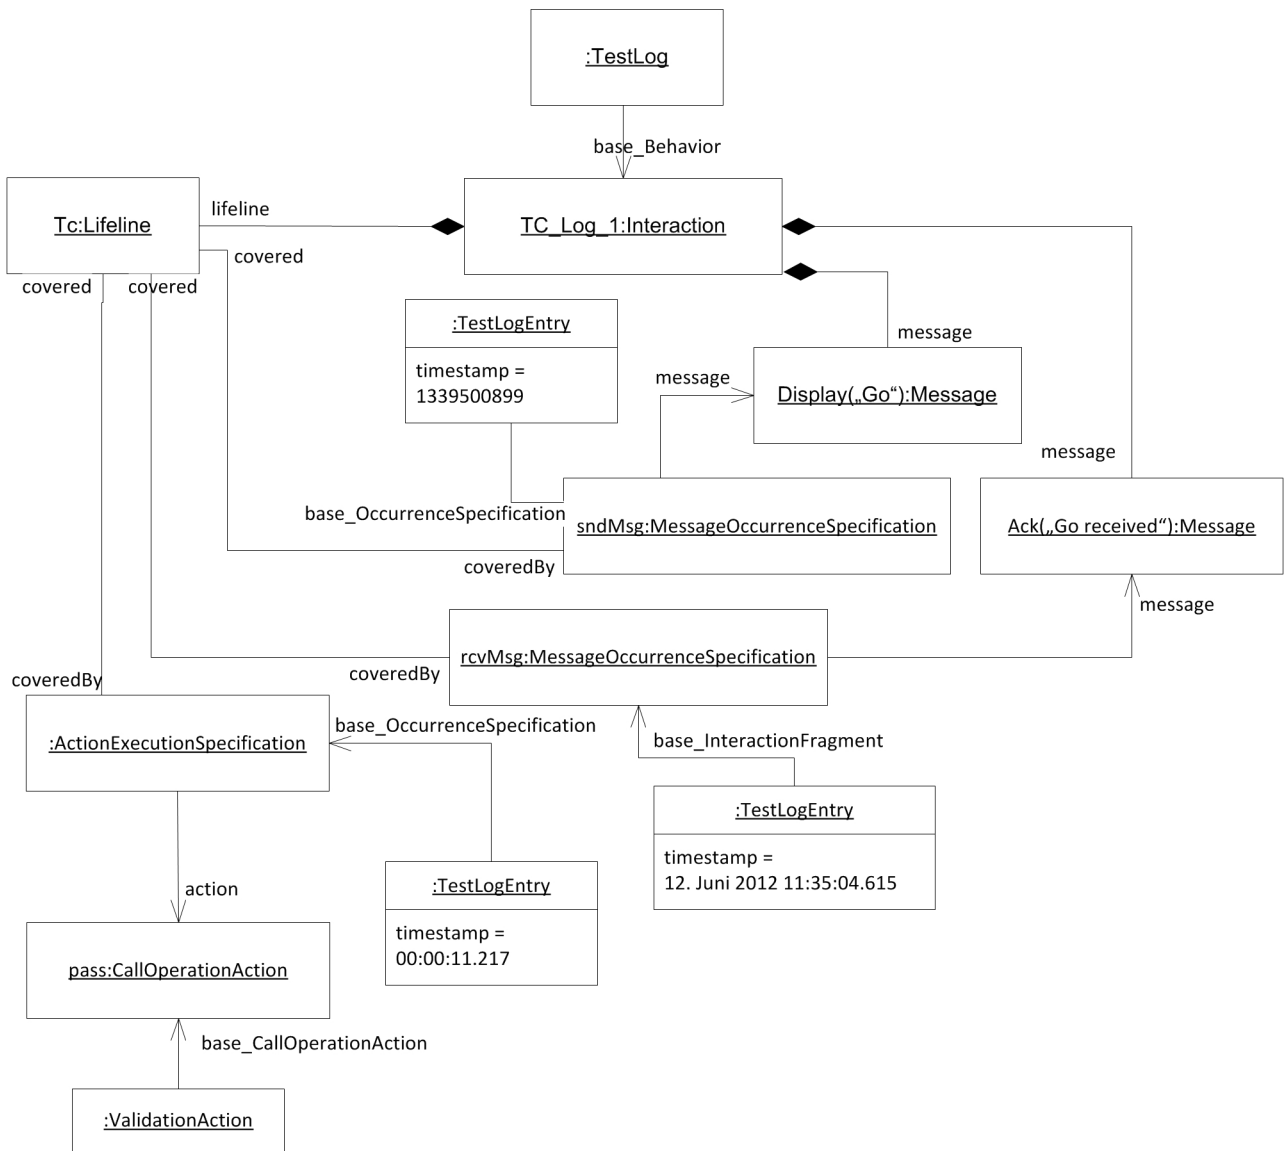 :TestLog
base_Behavior
Tc:Lifeline
lifeline
TC_Log_1:Interaction
covered
covered
covered
:TestLogEntry
timestamp =
1339500899
message
message
Display(„Go“):Message
message
base_OccurrenceSpecification
sndMsg:MessageOccurrenceSpecification
Ack(„Go received“):Message
coveredBy
message
rcvMsg:MessageOccurrenceSpecification
coveredBy
coveredBy
:ActionExecutionSpecification
base_OccurrenceSpecification
base_InteractionFragment
:TestLogEntry
timestamp =
12. Juni 2012 11:35:04.615
action
:TestLogEntry
timestamp =
00:00:11.217
pass:CallOperationAction
base_CallOperationAction
:ValidationAction